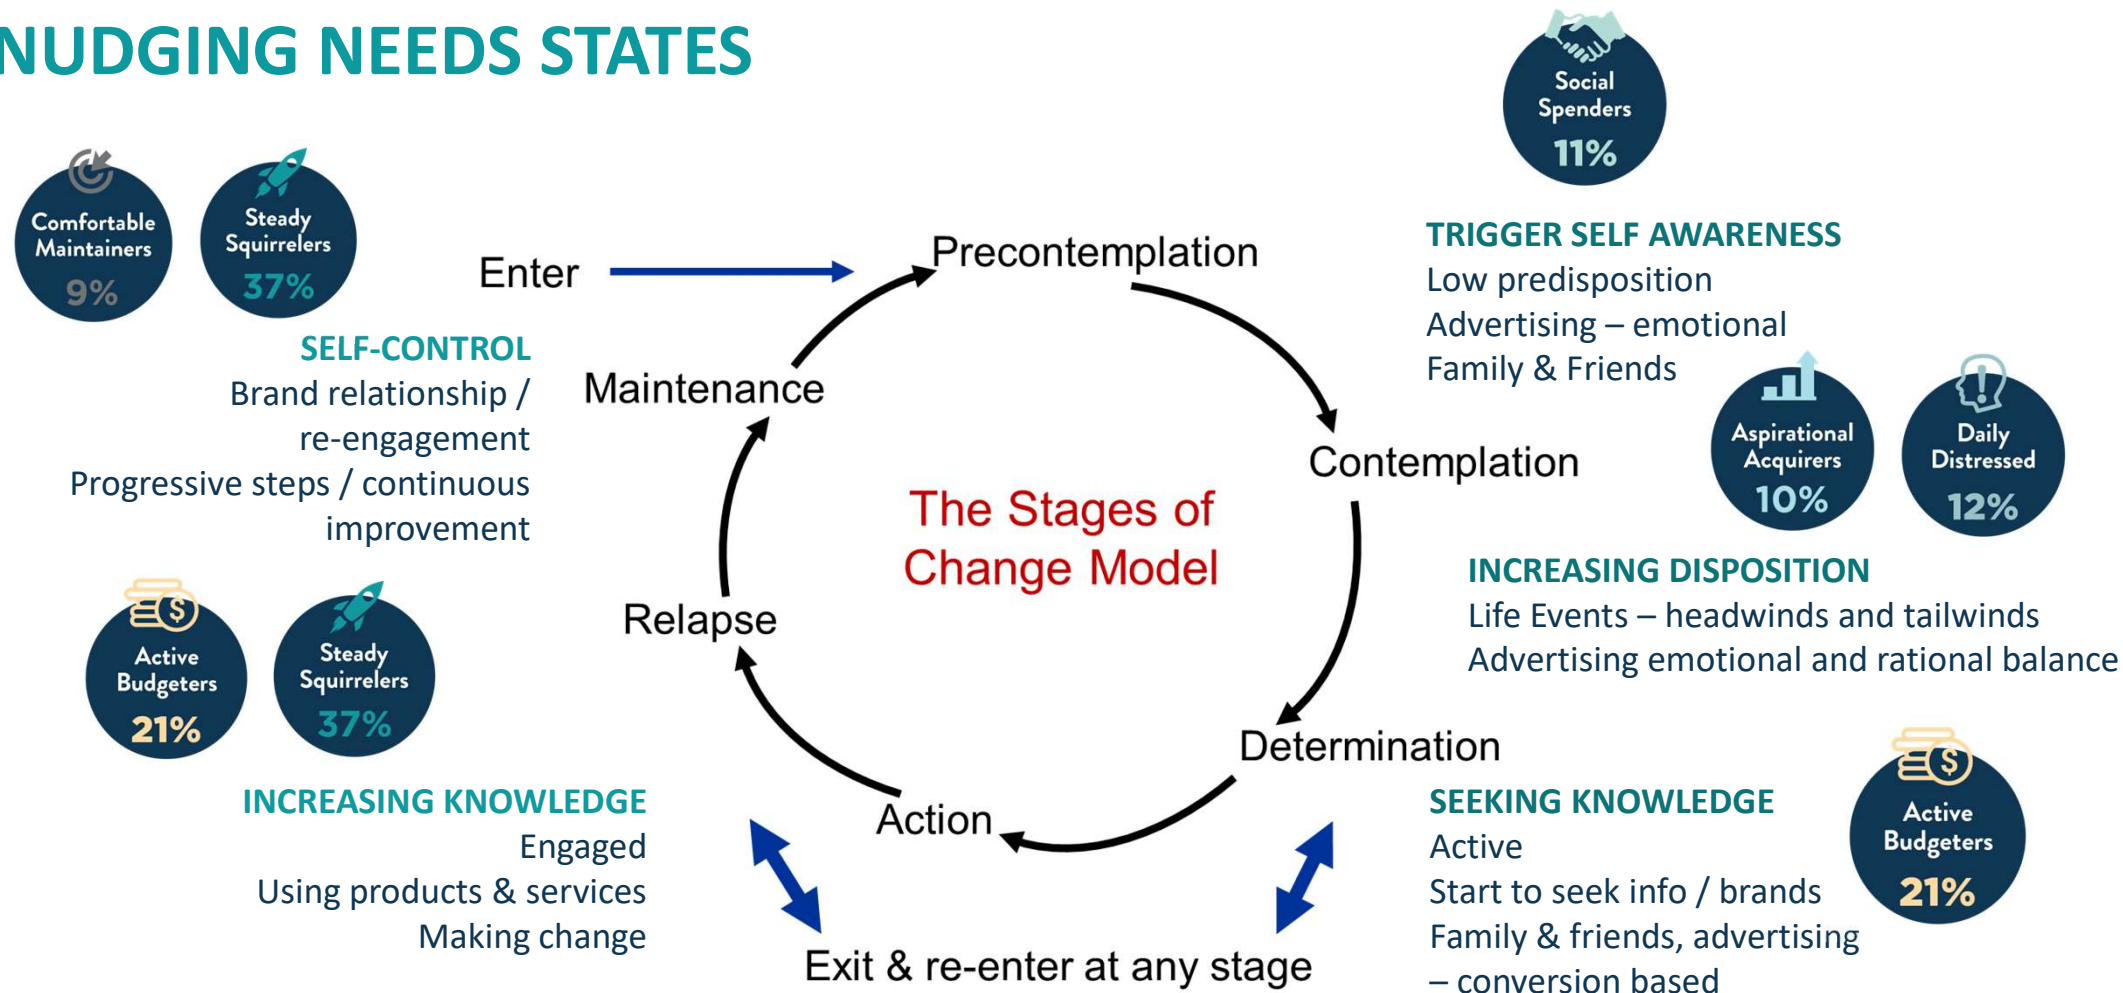 NUDGING NEEDS STATES
Social
Spenders
11%
Comfortable
Maintainers
9%
Steady
Squirrelers
37%
Enter
Precontemplation
TRIGGER SELF AWARENESS
Low predisposition
Advertising – emotional
Family & Friends
SELF-CONTROL
Brand relationship /
re-engagement
Progressive steps / continuous
improvement
Maintenance
Contemplation
Aspirational
Acquirers
10%
Daily
Distressed
12%
The Stages of
Change Model
INCREASING DISPOSITION
Life Events – headwinds and tailwinds
Advertising emotional and rational balance
Active
Budgeters
21%
Steady
Squirrelers
37%
Relapse
Determination
INCREASING KNOWLEDGE
Engaged
Using products & services
Making change
Action
SEEKING KNOWLEDGE
Active
Start to seek info / brands
Family & friends, advertising
– conversion based
Active
Budgeters
21%
Exit & re-enter at any stage